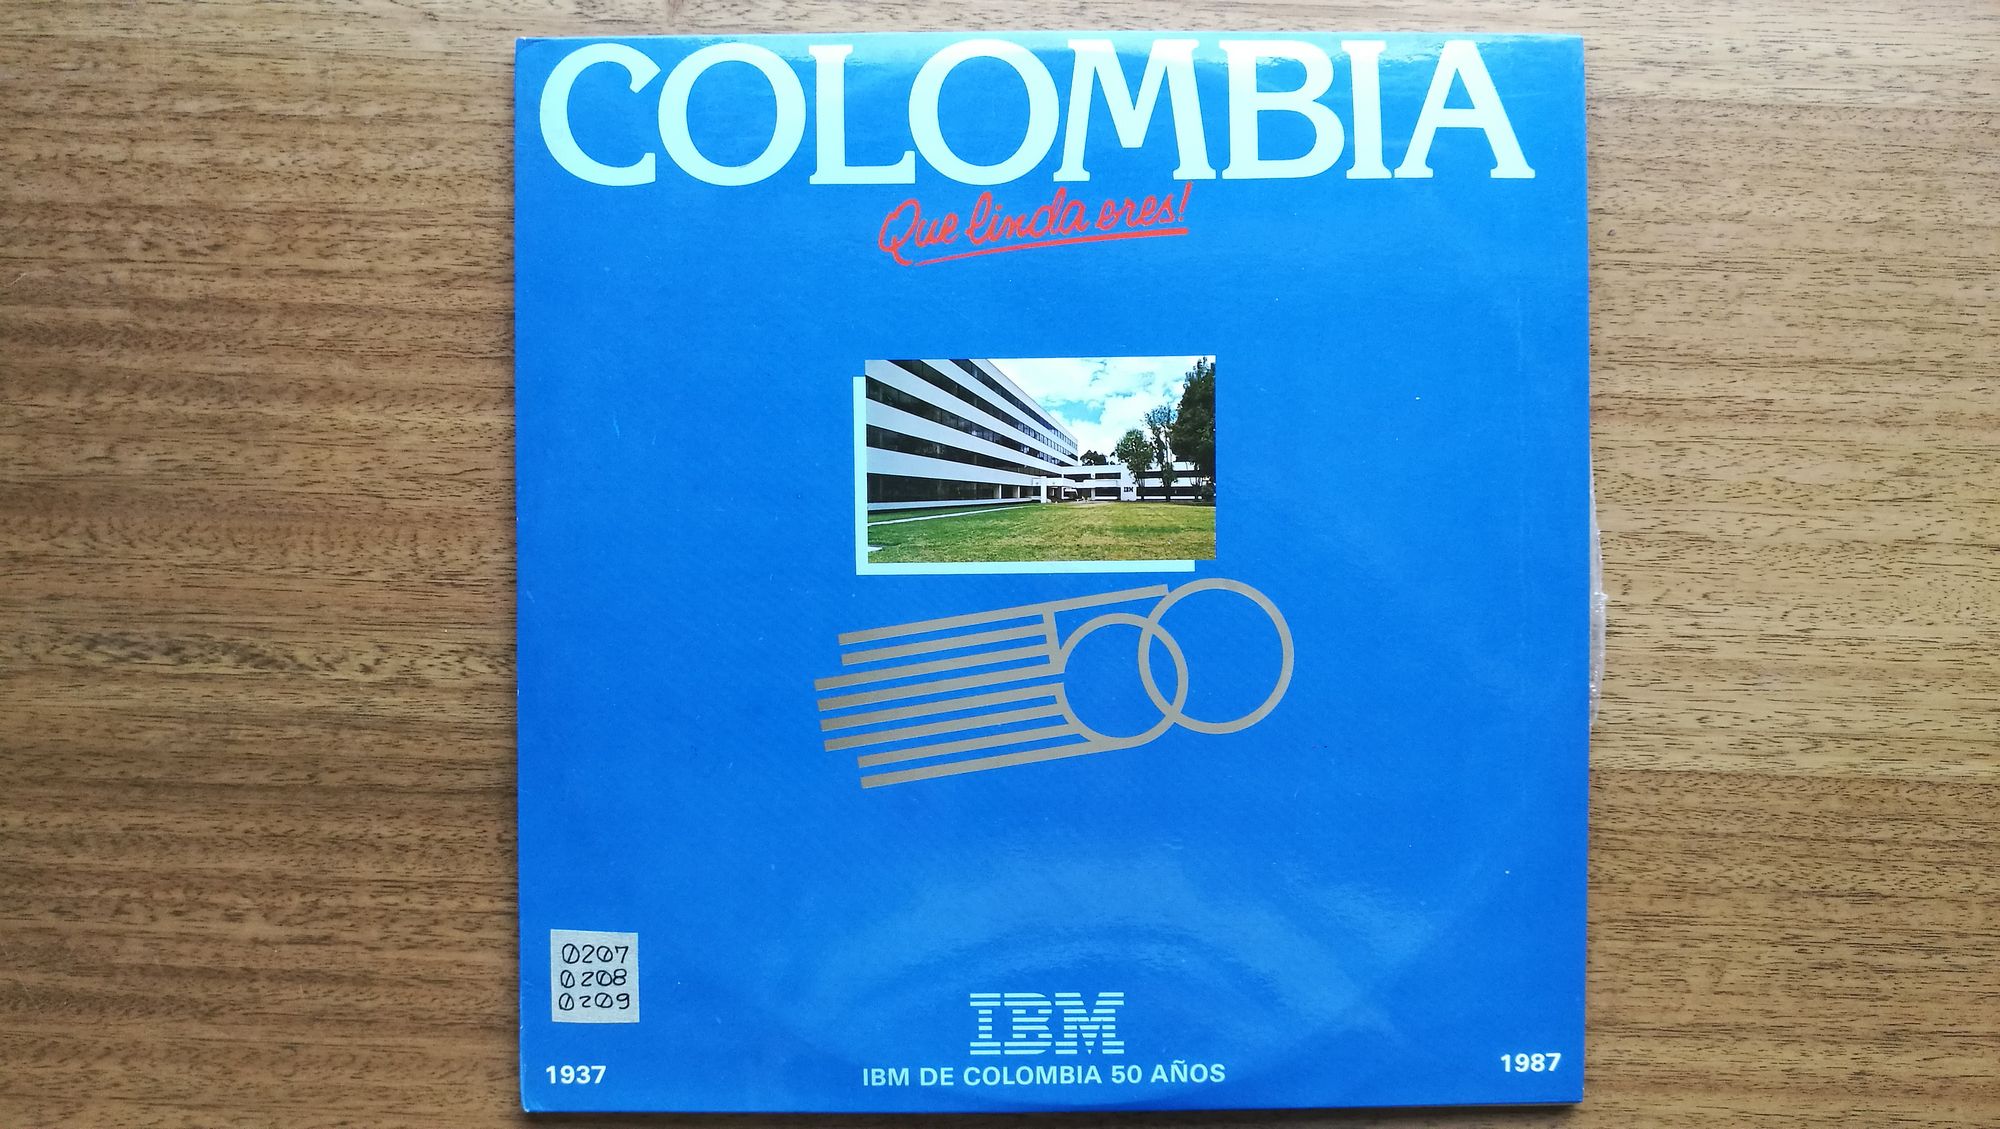 COLOMBIA
Que linda eres!
IBM
0207
0208
0209
IBM
1937
IBM DE COLOMBIA 50 AÑOS
1987